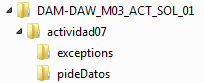 DAM-DAW_M03_ACT_SOL_01
actividad07
exceptions
pideDatos